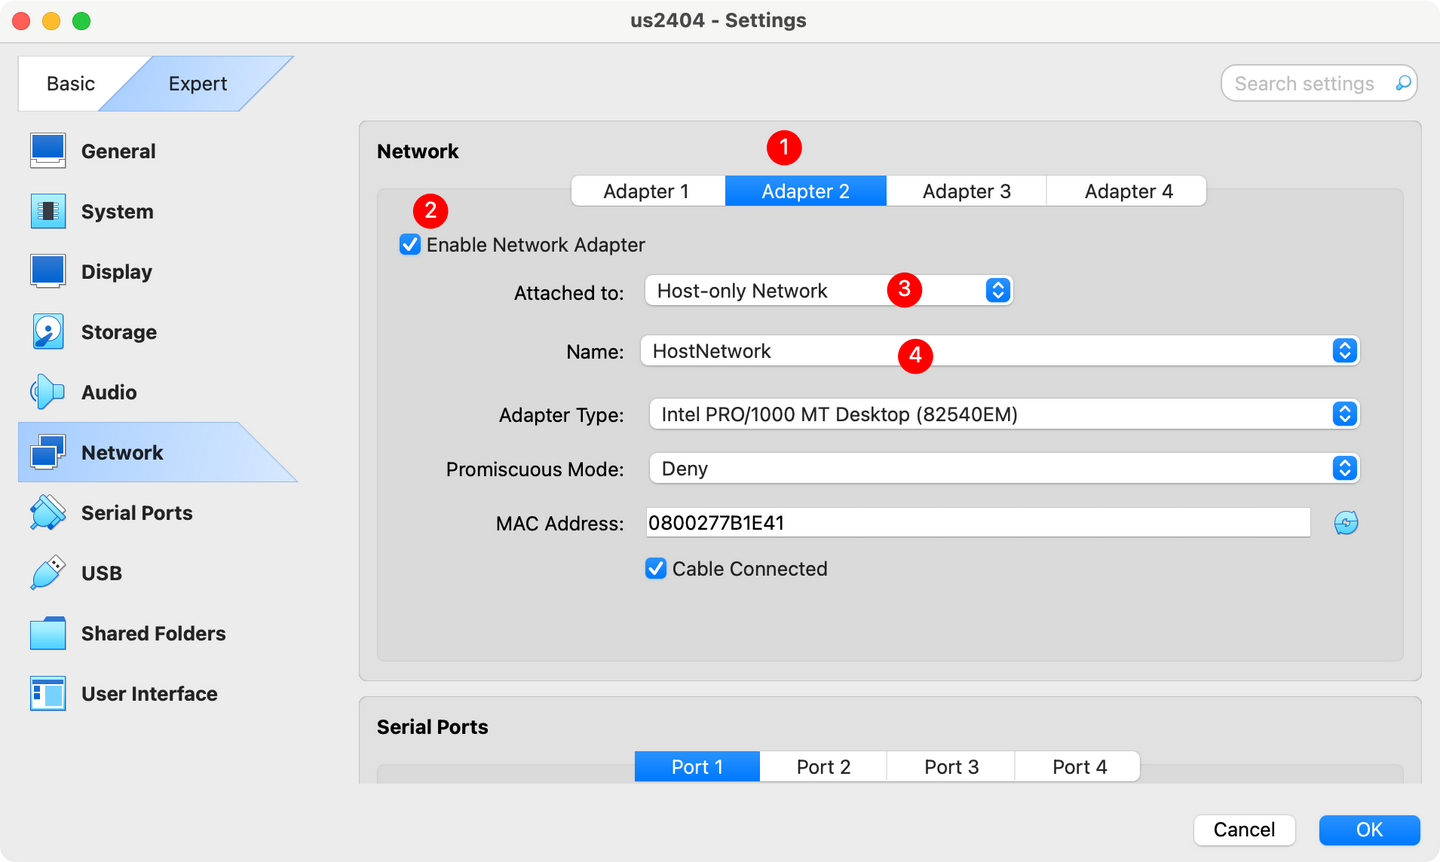 us2404 - Settings
Basic
Expert
Search settings
General
System
Display
Storage
Audio
Network
Serial Ports
USB
Shared Folders
User Interface
Network
1
Adapter 1
Adapter 2
Adapter 3
Adapter 4
2
Enable Network Adapter
Attached to: Host-only Network 3
Name: HostNetwork 4
Adapter Type: Intel PRO/1000 MT Desktop (82540EM)
Promiscuous Mode: Deny
MAC Address: 0800277B1E41
Cable Connected
Serial Ports
Port 1
Port 2
Port 3
Port 4
Cancel
OK